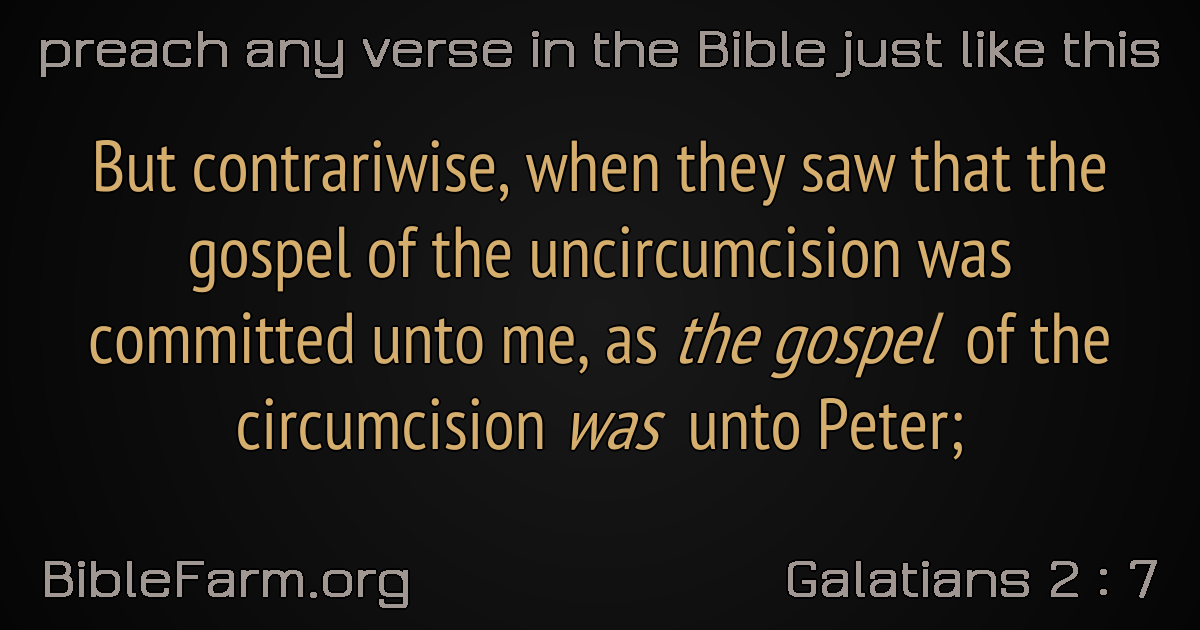 preach any verse in the Bible just like this
But contrariwise, when they saw that the
gospel of the uncircumcision was
committed unto me, as the gospel of the
circumcision was unto Peter;
BibleFarm.org
Galatians 2 : 7